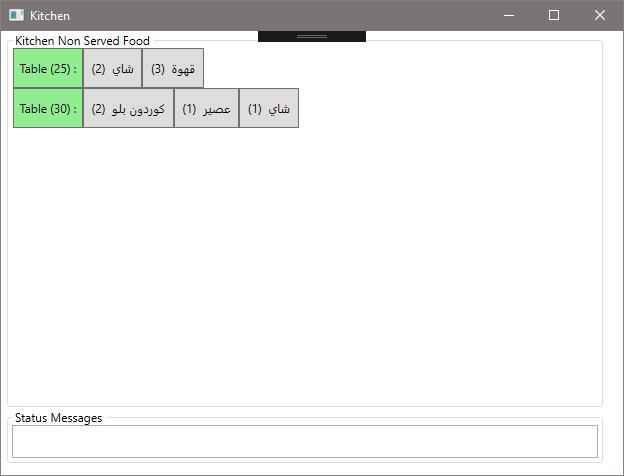 Kitchen
Kitchen Non Served Food
Table (25) : شاي (2) قهوة (3)
Table (30) : كوردون بلو (2) عصير (1) شاي (1)
Status Messages